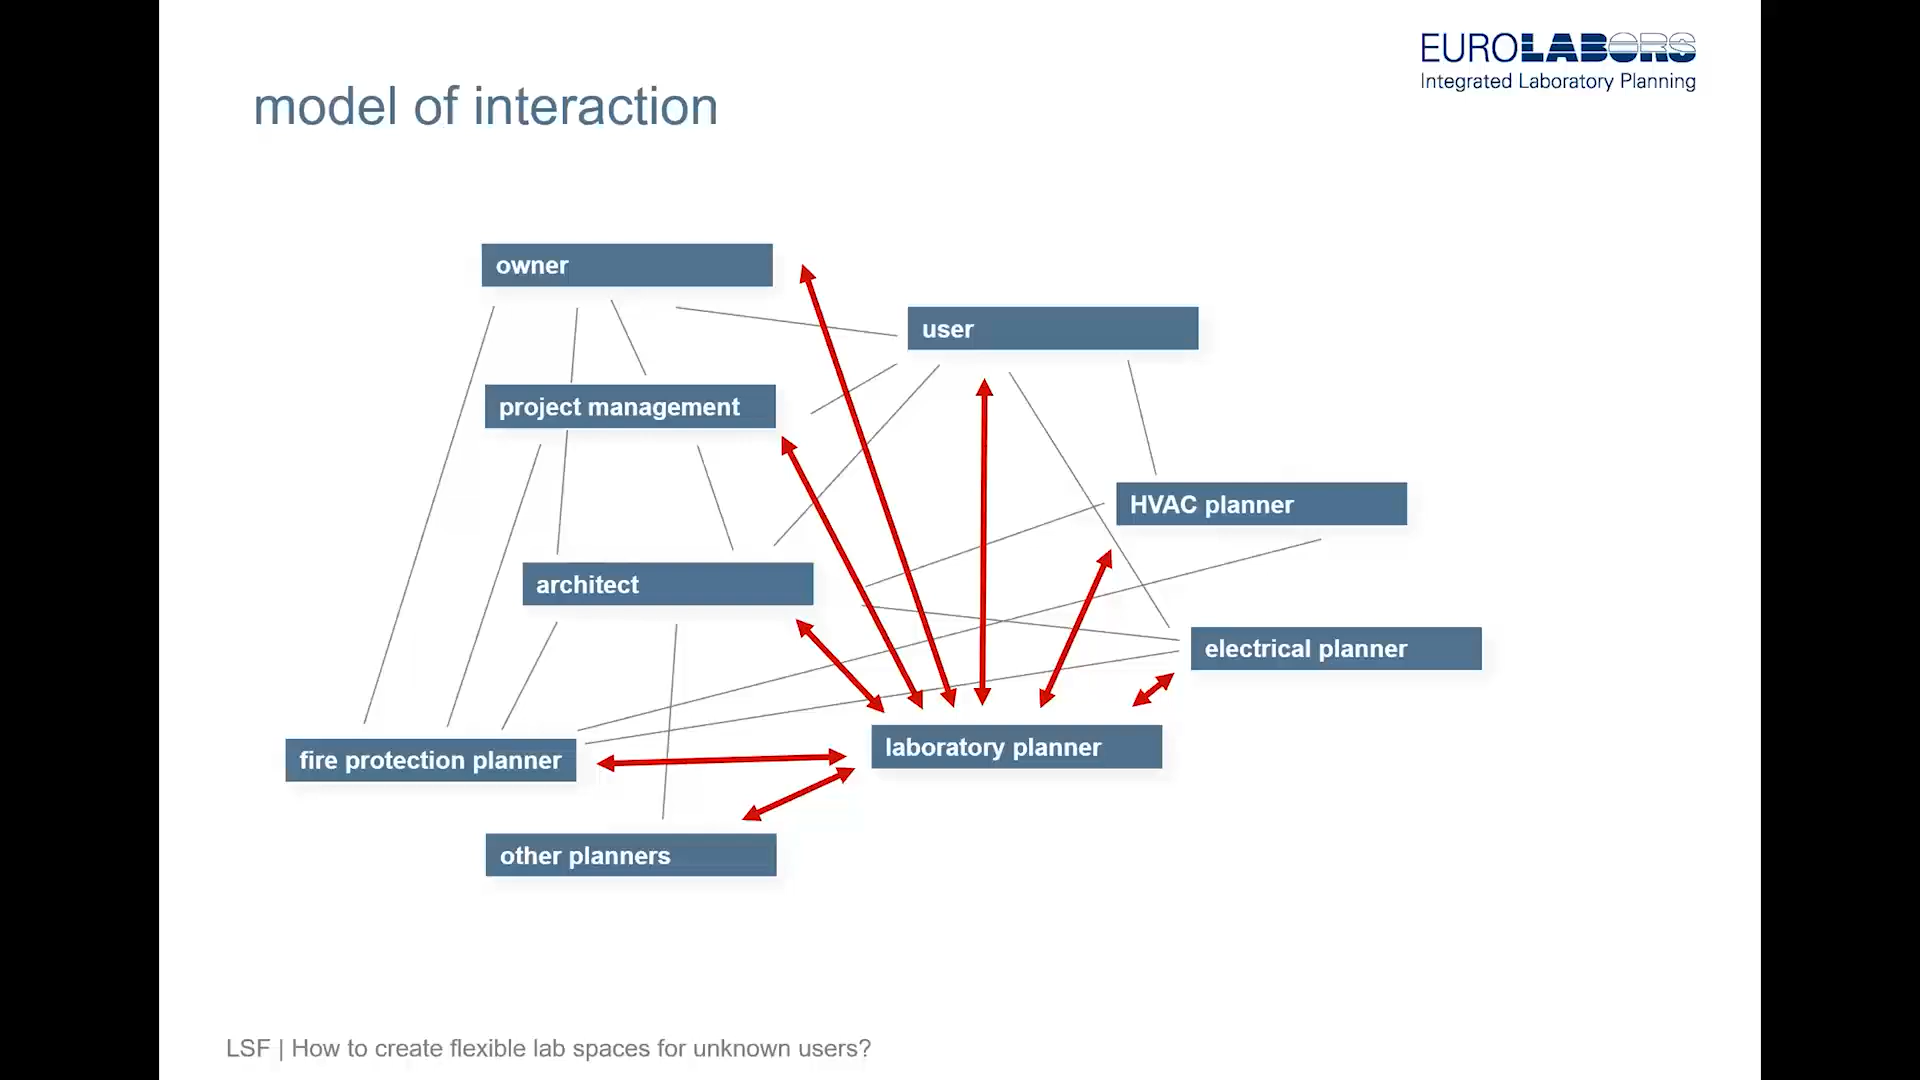 EUROLABORS
Integrated Laboratory Planning
model of interaction
owner
user
project management
HVAC planner
architect
electrical planner
laboratory planner
fire protection planner
other planners
LSF | How to create flexible lab spaces for unknown users?